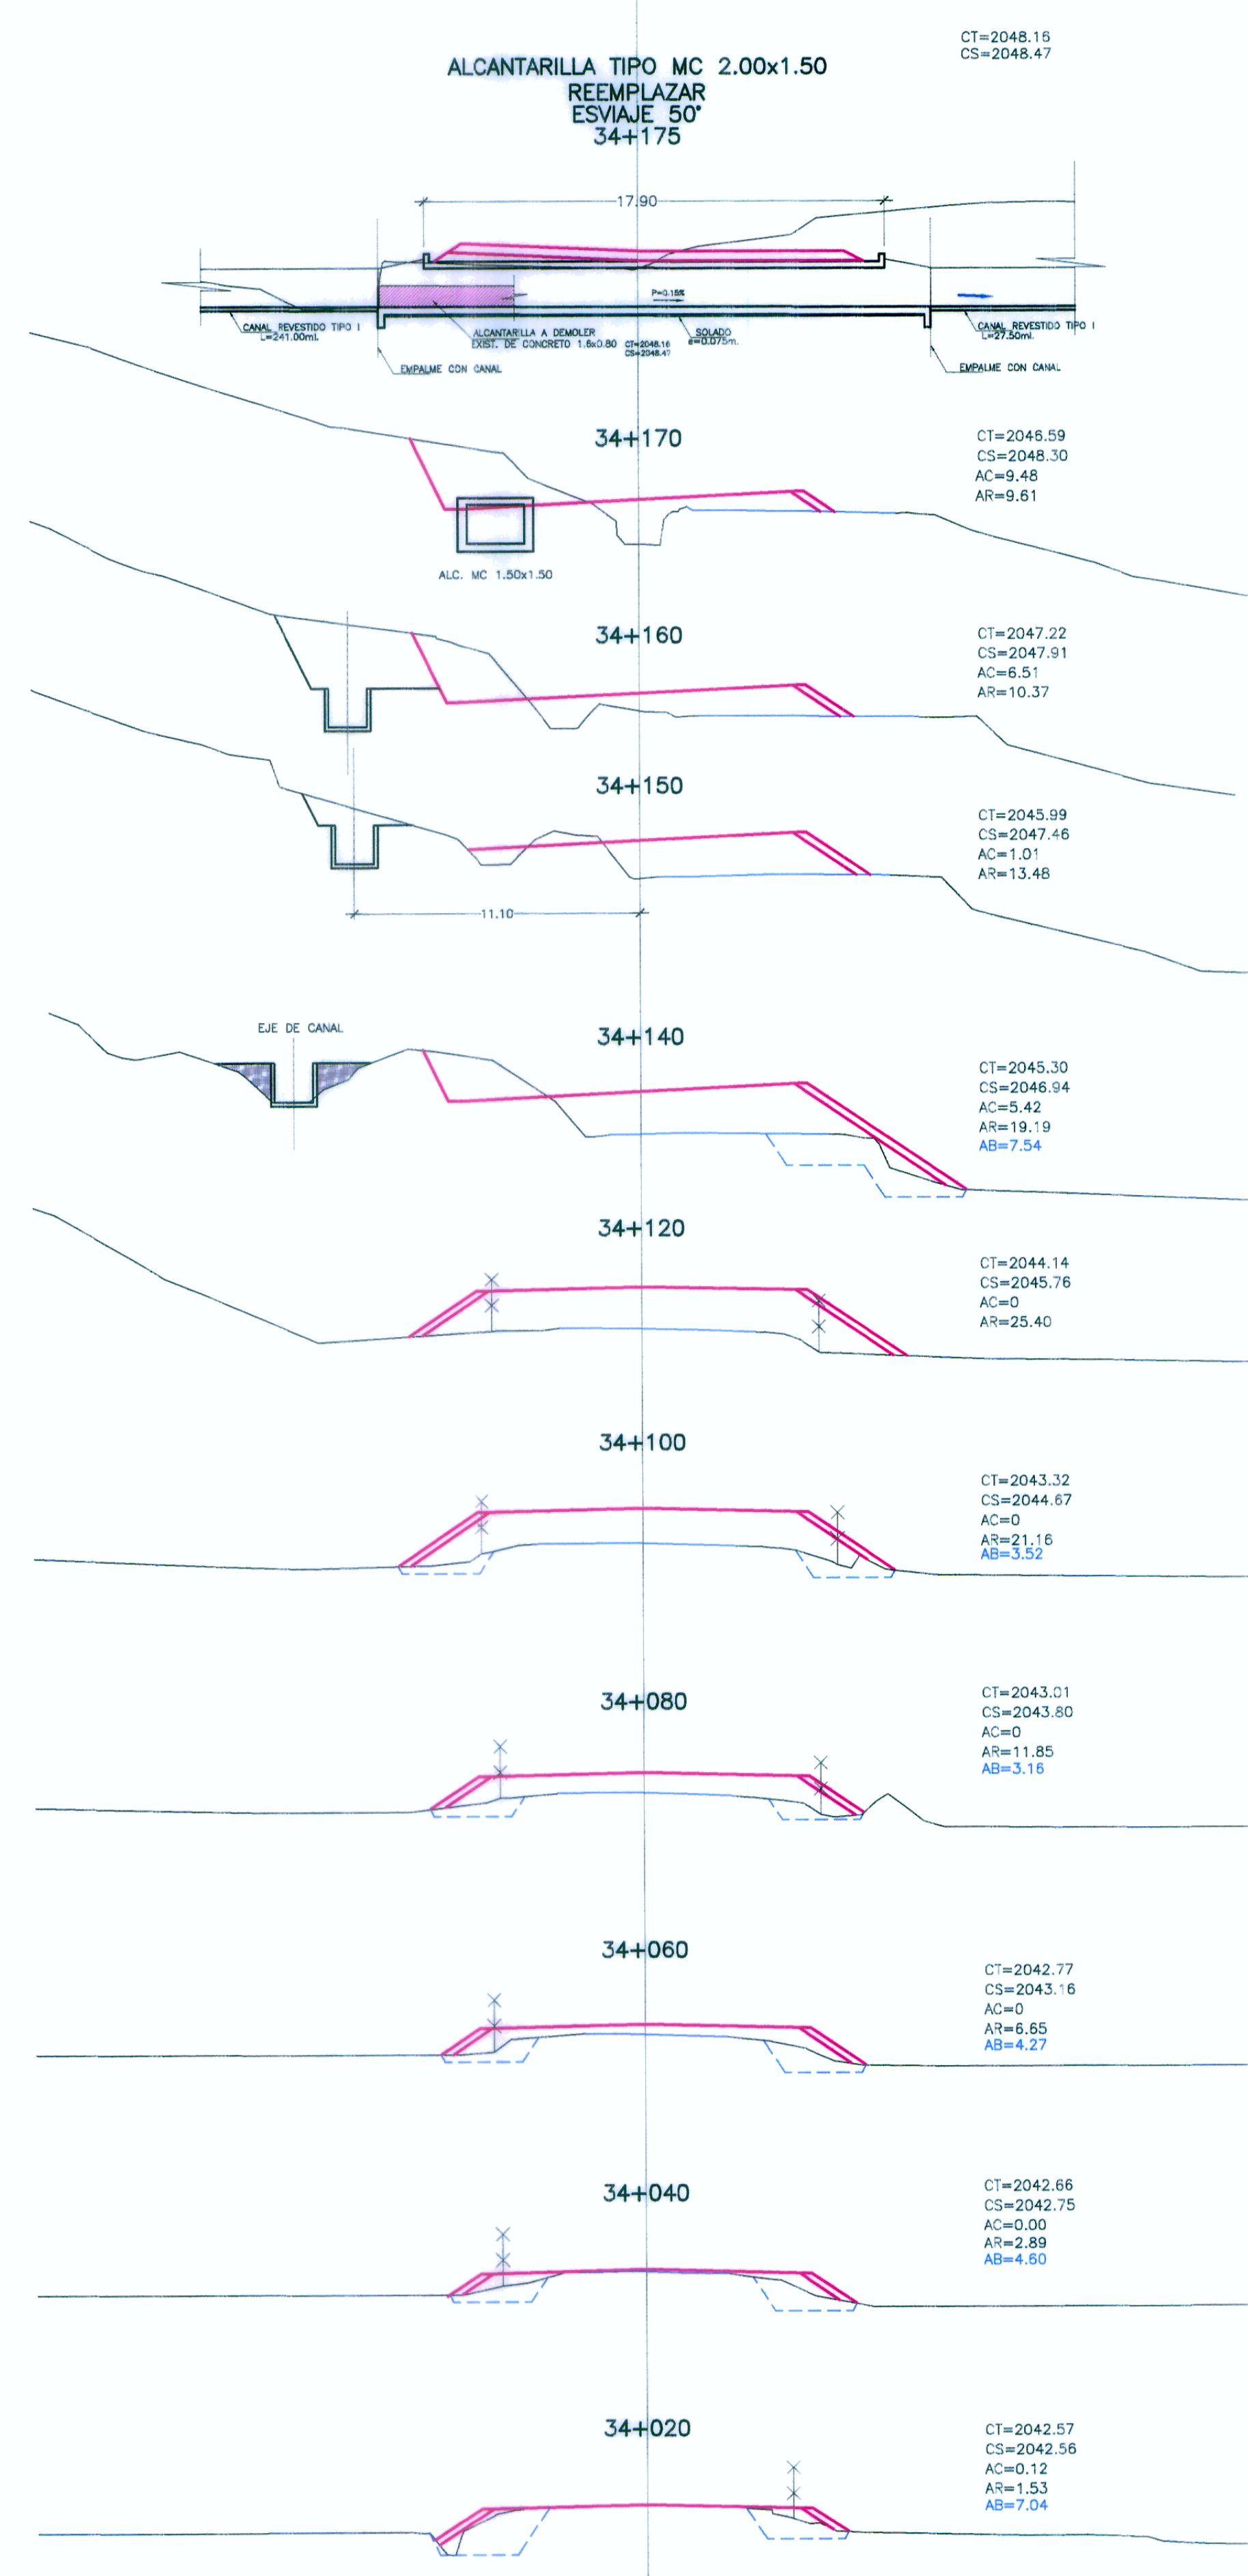 CT=2048.16
CS=2048.47
ALCANTARILLA TIPO MC 2.00x1.50
REEMPLAZAR
ESVIAJE 50°
34+175
17.90
P=0.15%
CANAL REVESTIDO TIPO I
L=241.00ml.
ALCANTARILLA A DEMOLER
EXIST. DE CONCRETO 1.6x0.80
CT=2048.16
CS=2048.47
SOLADO
e=0.075m.
CANAL REVESTIDO TIPO I
L=27.50ml.
EMPALME CON CANAL
EMPALME CON CANAL
34+170
CT=2046.59
CS=2048.30
AC=9.48
AR=9.61
ALC. MC 1.50x1.50
34+160
CT=2047.22
CS=2047.91
AC=6.51
AR=10.37
34+150
CT=2045.99
CS=2047.46
AC=1.01
AR=13.48
11.10
EJE DE CANAL
34+140
CT=2045.30
CS=2046.94
AC=5.42
AR=19.19
AB=7.54
34+120
CT=2044.14
CS=2045.76
AC=0
AR=25.40
34+100
CT=2043.32
CS=2044.67
AC=0
AR=21.16
AB=3.52
34+080
CT=2043.01
CS=2043.80
AC=0
AR=11.85
AB=3.16
34+060
CT=2042.77
CS=2043.16
AC=0
AR=6.65
AB=4.27
34+040
CT=2042.66
CS=2042.75
AC=0.00
AR=2.89
AB=4.60
34+020
CT=2042.57
CS=2042.56
AC=0.12
AR=1.53
AB=7.04